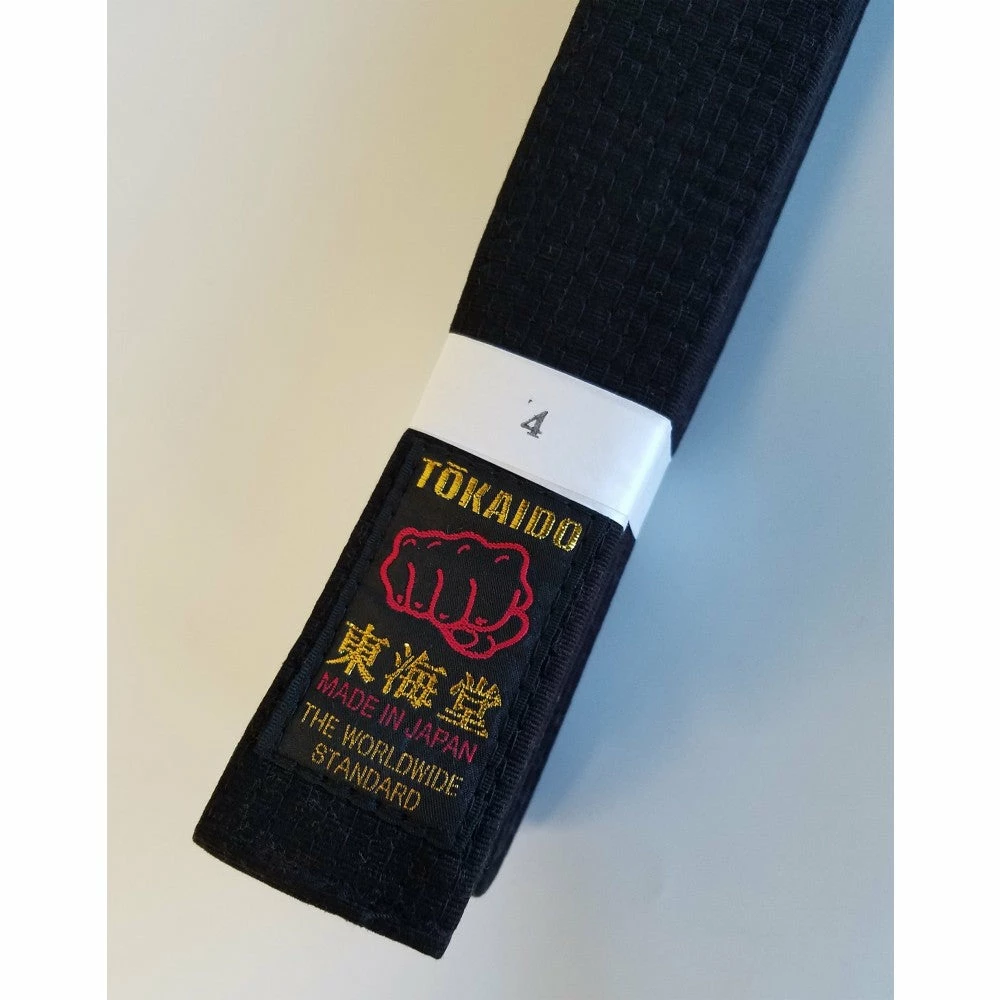 4
TŌKAIDO
東海堂
MADE IN JAPAN
THE WORLDWIDE
STANDARD